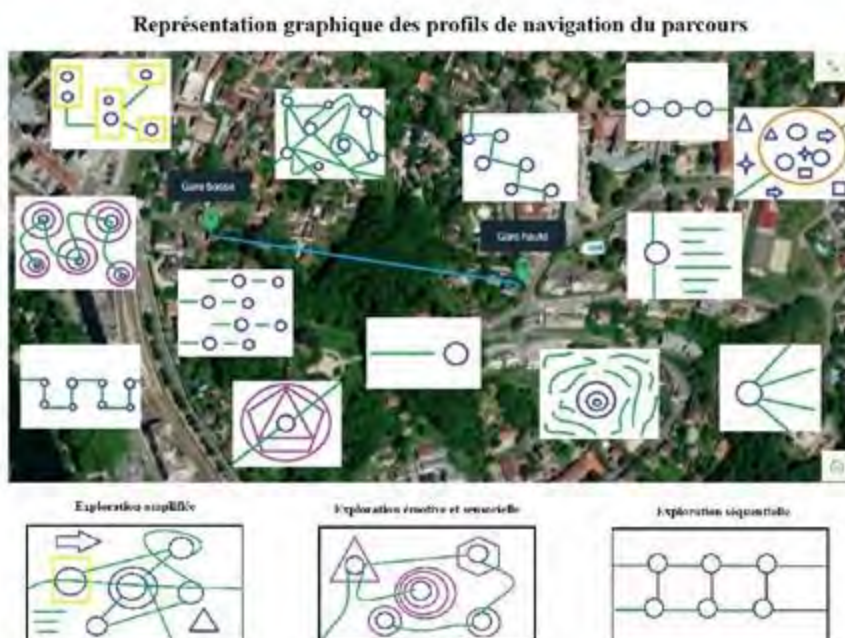 Représentation graphique des profils de navigation du parcours
Gare basse
Gare haute
Exploration amplifiée
Exploration émotive et sensorielle
Exploration séquentielle